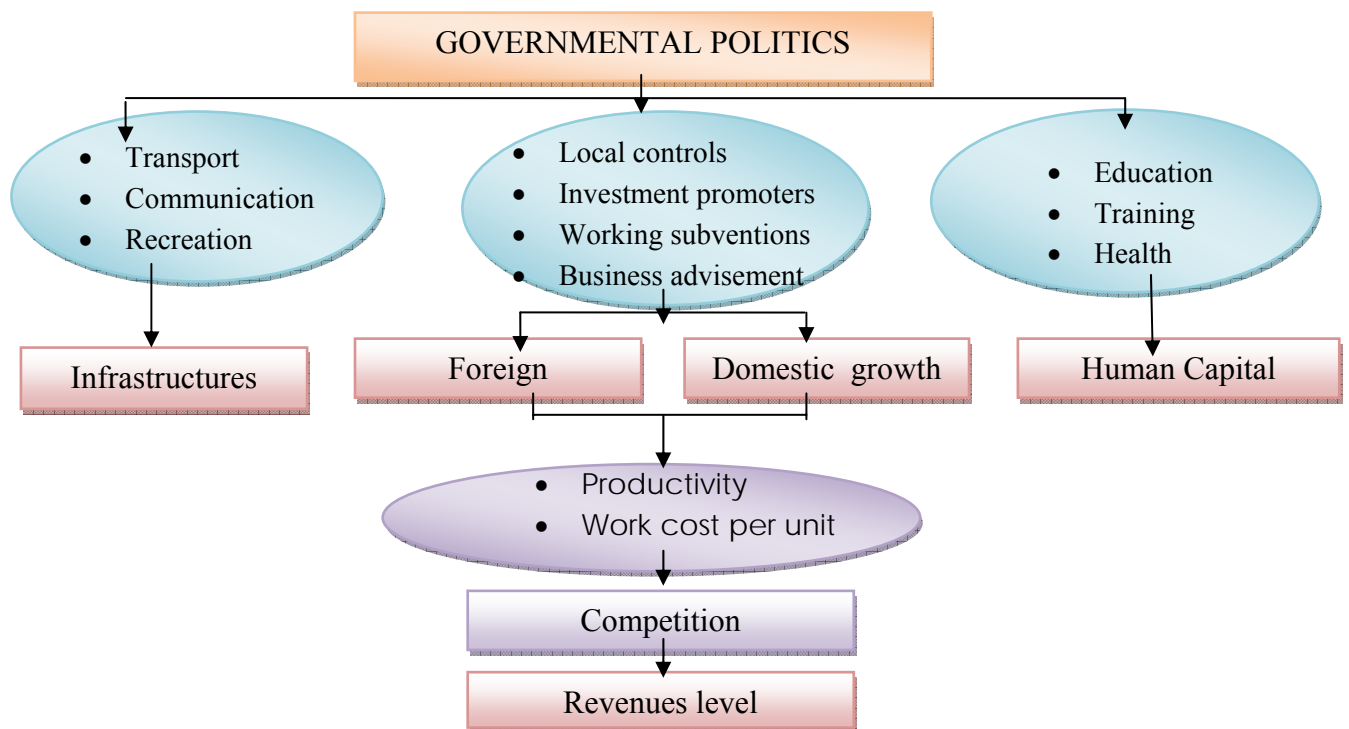 GOVERNMENTAL POLITICS
• Transport
• Communication
• Recreation
• Local controls
• Investment promoters
• Working subventions
• Business advisement
• Education
• Training
• Health
Infrastructures
Foreign
Domestic growth
Human Capital
• Productivity
• Work cost per unit
Competition
Revenues level